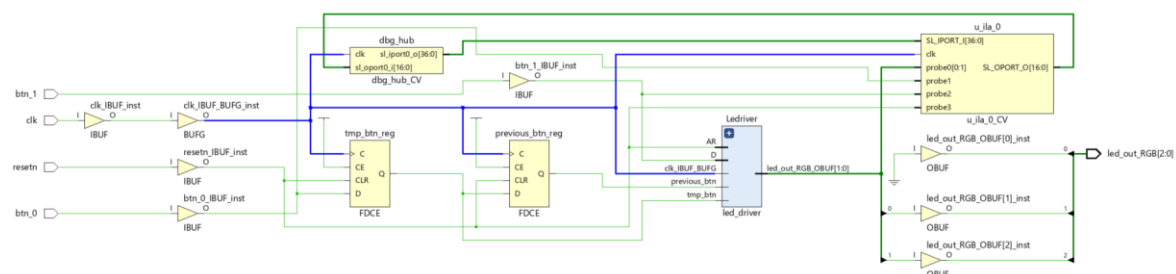 u_ila_0
dbg_hub
SL_IPORT_I[36:0]
clk sl_iport0_o[36:0]
clk
sl_oport0_i[16:0]
probe0[0:1] SL_OPORT_O[16:0]
dbg_hub_CV
btn_1_IBUF_inst
probe1
I O
probe2
btn_1
IBUF
probe3
clk_IBUF_inst clk_IBUF_BUFG_inst
u_ila_0_CV
clk
I O I O
IBUF BUFG
tmp_btn_reg previous_btn_reg
Ledriver
led_out_RGB_OBUF[0]_inst
AR
I O
0
led_out_RGB[2:0]
resetn_IBUF_inst
C C
D
OBUF
resetn
I O
CE CE
clk_IBUF_BUFG led_out_RGB_OBUF[1:0]
IBUF
CLR Q CLR Q
previous_btn
D D
tmp_btn
btn_0_IBUF_inst
FDCE FDCE
led_driver
led_out_RGB_OBUF[1]_inst
btn_0
I O
0 I O 1
IBUF
OBUF
led_out_RGB_OBUF[2]_inst
1 I O 2
OBUF